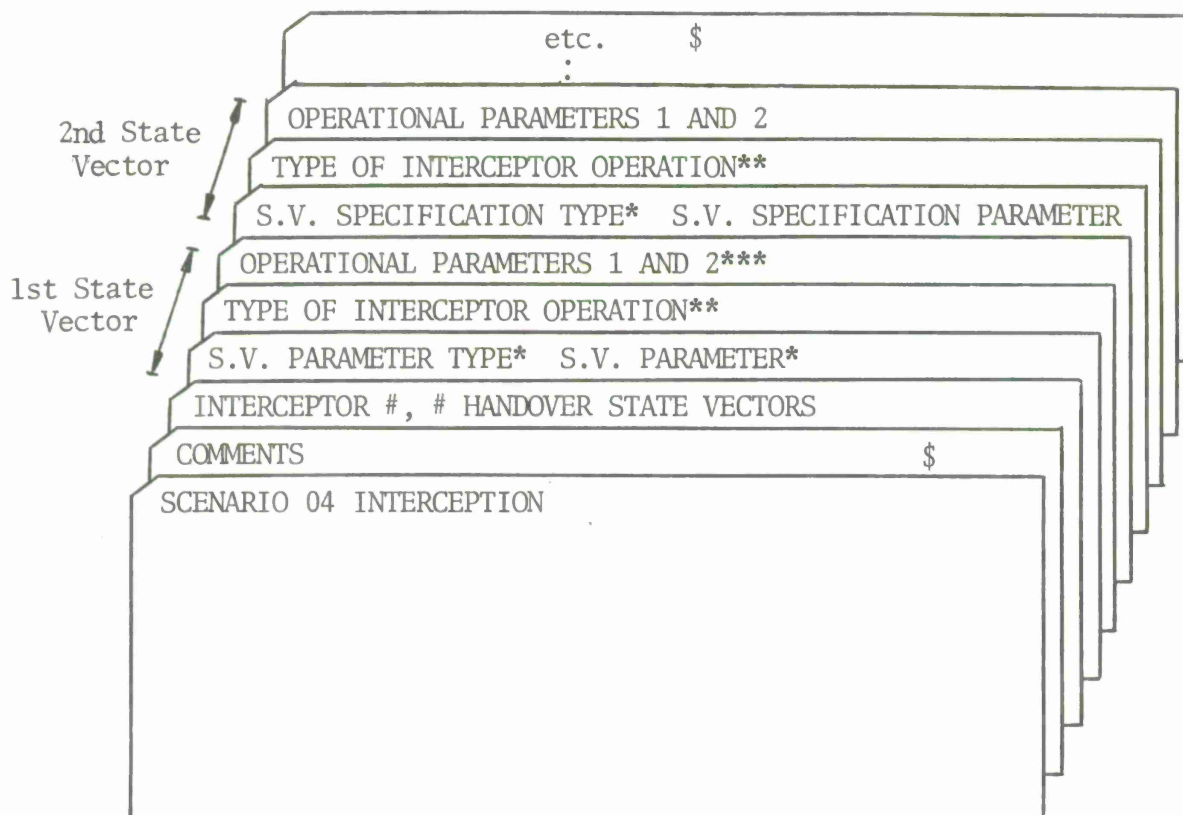 etc. $
:
2nd State
Vector
OPERATIONAL PARAMETERS 1 AND 2
TYPE OF INTERCEPTOR OPERATION**
S.V. SPECIFICATION TYPE* S.V. SPECIFICATION PARAMETER
1st State
Vector
OPERATIONAL PARAMETERS 1 AND 2***
TYPE OF INTERCEPTOR OPERATION**
S.V. PARAMETER TYPE* S.V. PARAMETER*
INTERCEPTOR #, # HANDOVER STATE VECTORS
COMMENTS $
SCENARIO 04 INTERCEPTION